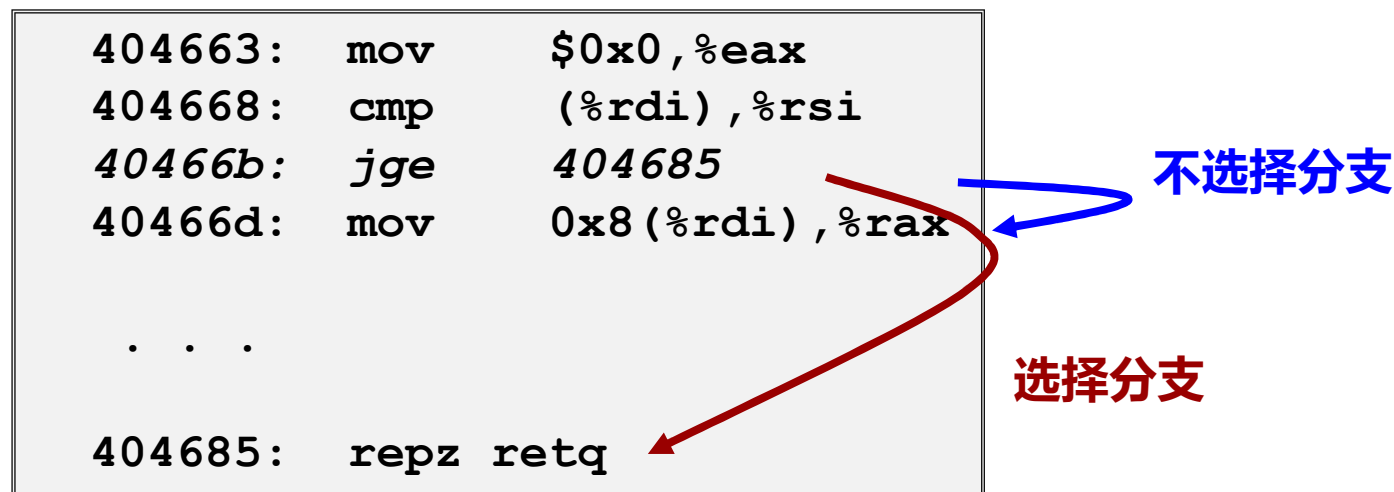 404663: mov $0x0,%eax
404668: cmp (%rdi),%rsi
40466b: jge 404685
40466d: mov 0x8(%rdi),%rax
. . .
404685: repz retq
不选择分支
选择分支